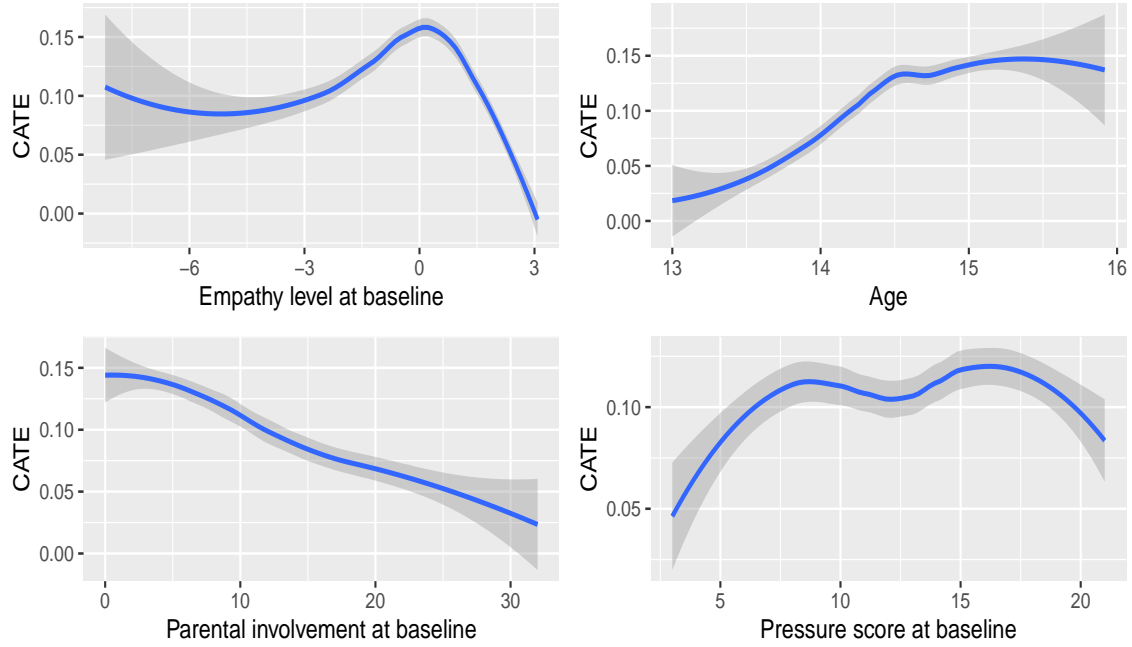 CATE
0.15
0.10
0.05
0.00
−6 −3 0 3
Empathy level at baseline
CATE
0.15
0.10
0.05
0.00
13 14 15 16
Age
CATE
0.15
0.10
0.05
0.00
0 10 20 30
Parental involvement at baseline
CATE
0.10
0.05
5 10 15 20
Pressure score at baseline